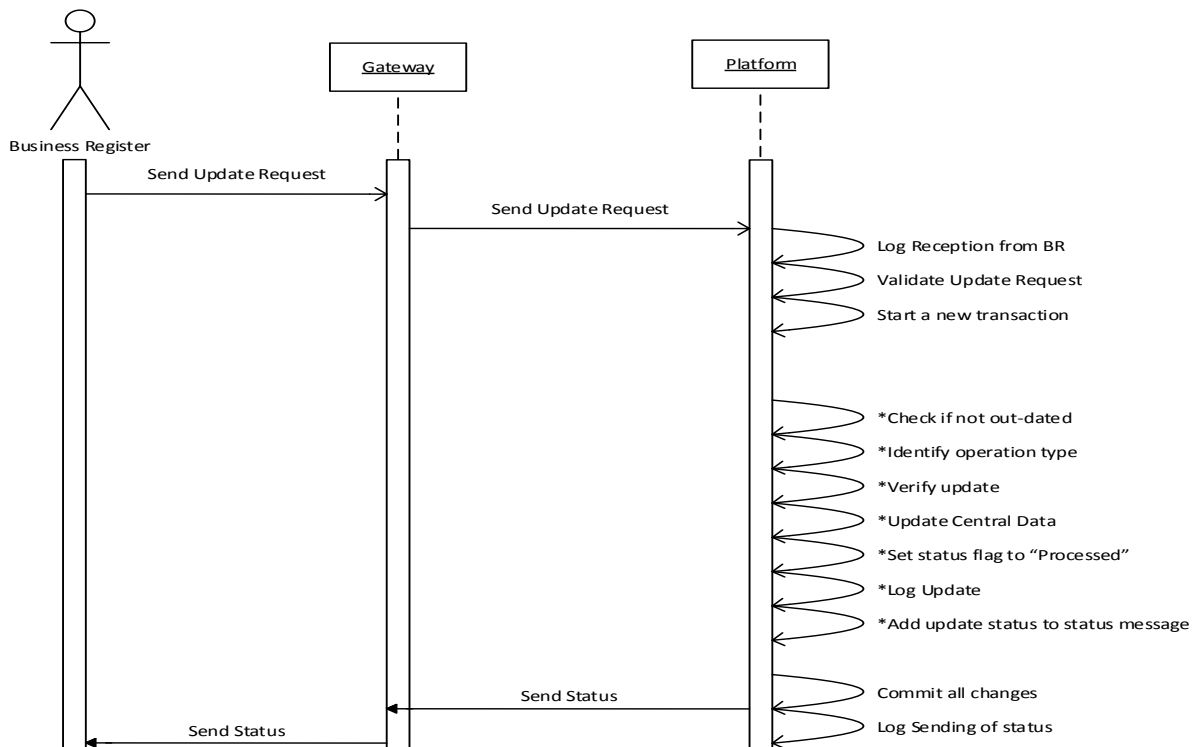 Gateway
Platform
Business Register
Send Update Request
Send Update Request
Log Reception from BR
Validate Update Request
Start a new transaction
*Check if not out-dated
*Identify operation type
*Verify update
*Update Central Data
*Set status flag to “Processed”
*Log Update
*Add update status to status message
Commit all changes
Send Status
Log Sending of status
Send Status